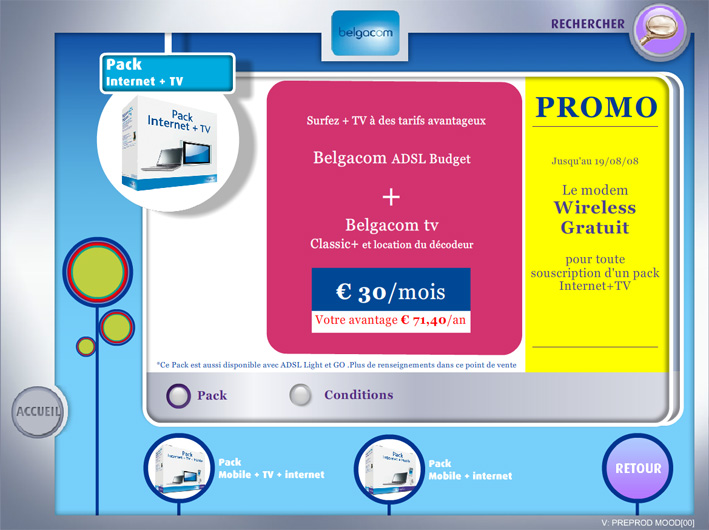 belgacom
RECHERCHER
Pack
Internet + TV
Pack
Internet + TV
Surfez + TV à des tarifs avantageux
Belgacom ADSL Budget
+
Belgacom tv
Classic+ et location du décodeur
€ 30/mois
Votre avantage € 71,40/an
PROMO
Jusqu'au 19/08/08
Le modem
Wireless
Gratuit
pour toute
souscription d'un pack
Internet+TV
*Ce Pack est aussi disponible avec ADSL Light et GO .Plus de renseignements dans ce point de vente
Pack
Conditions
ACCUEIL
Pack
Pack
Mobile + TV + internet
Pack
Pack
Mobile + internet
RETOUR
V: PREPROD MOOD[00]